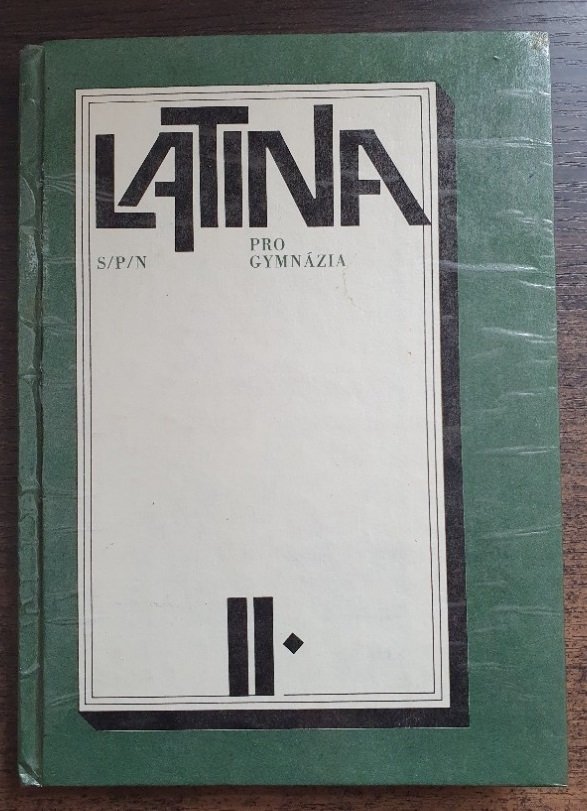 LATINA
PRO
S/P/N GYMNÁZIA
II.